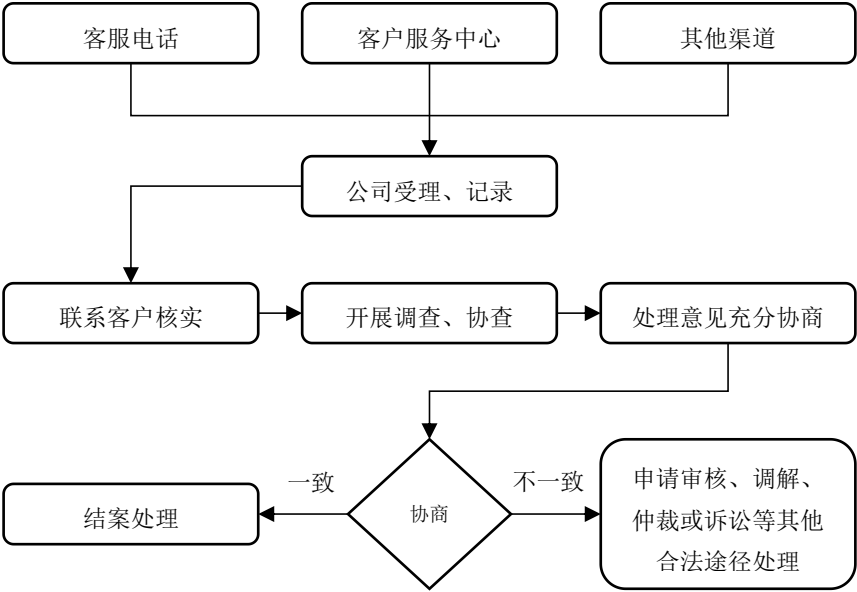 客服电话
客户服务中心
其他渠道
公司受理、记录
联系客户核实
开展调查、协查
处理意见充分协商
一致
不一致
结案处理
协商
申请审核、调解、
仲裁或诉讼等其他
合法途径处理